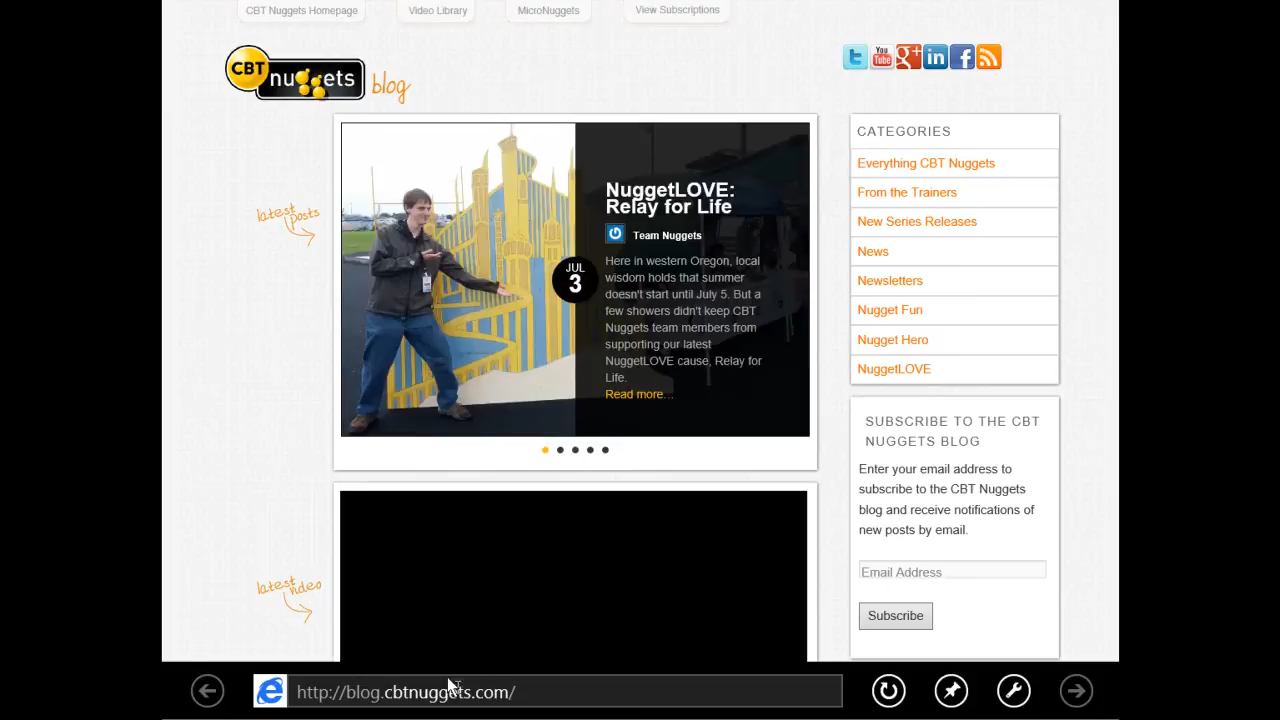 CBT Nuggets Homepage
Video Library
MicroNuggets
View Subscriptions
CBT nuggets blog
You
Tube
latest posts
JUL
3
NuggetLOVE:
Relay for Life
Team Nuggets
Here in western Oregon, local
wisdom holds that summer
doesn't start until July 5. But a
few showers didn't keep CBT
Nuggets team members from
supporting our latest
NuggetLOVE cause, Relay for
Life.
Read more...
CATEGORIES
Everything CBT Nuggets
From the Trainers
New Series Releases
News
Newsletters
Nugget Fun
Nugget Hero
NuggetLOVE
SUBSCRIBE TO THE CBT
NUGGETS BLOG
Enter your email address to
subscribe to the CBT Nuggets
blog and receive notifications of
new posts by email.
Email Address
Subscribe
latest video
http://blog.cbtnuggets.com/